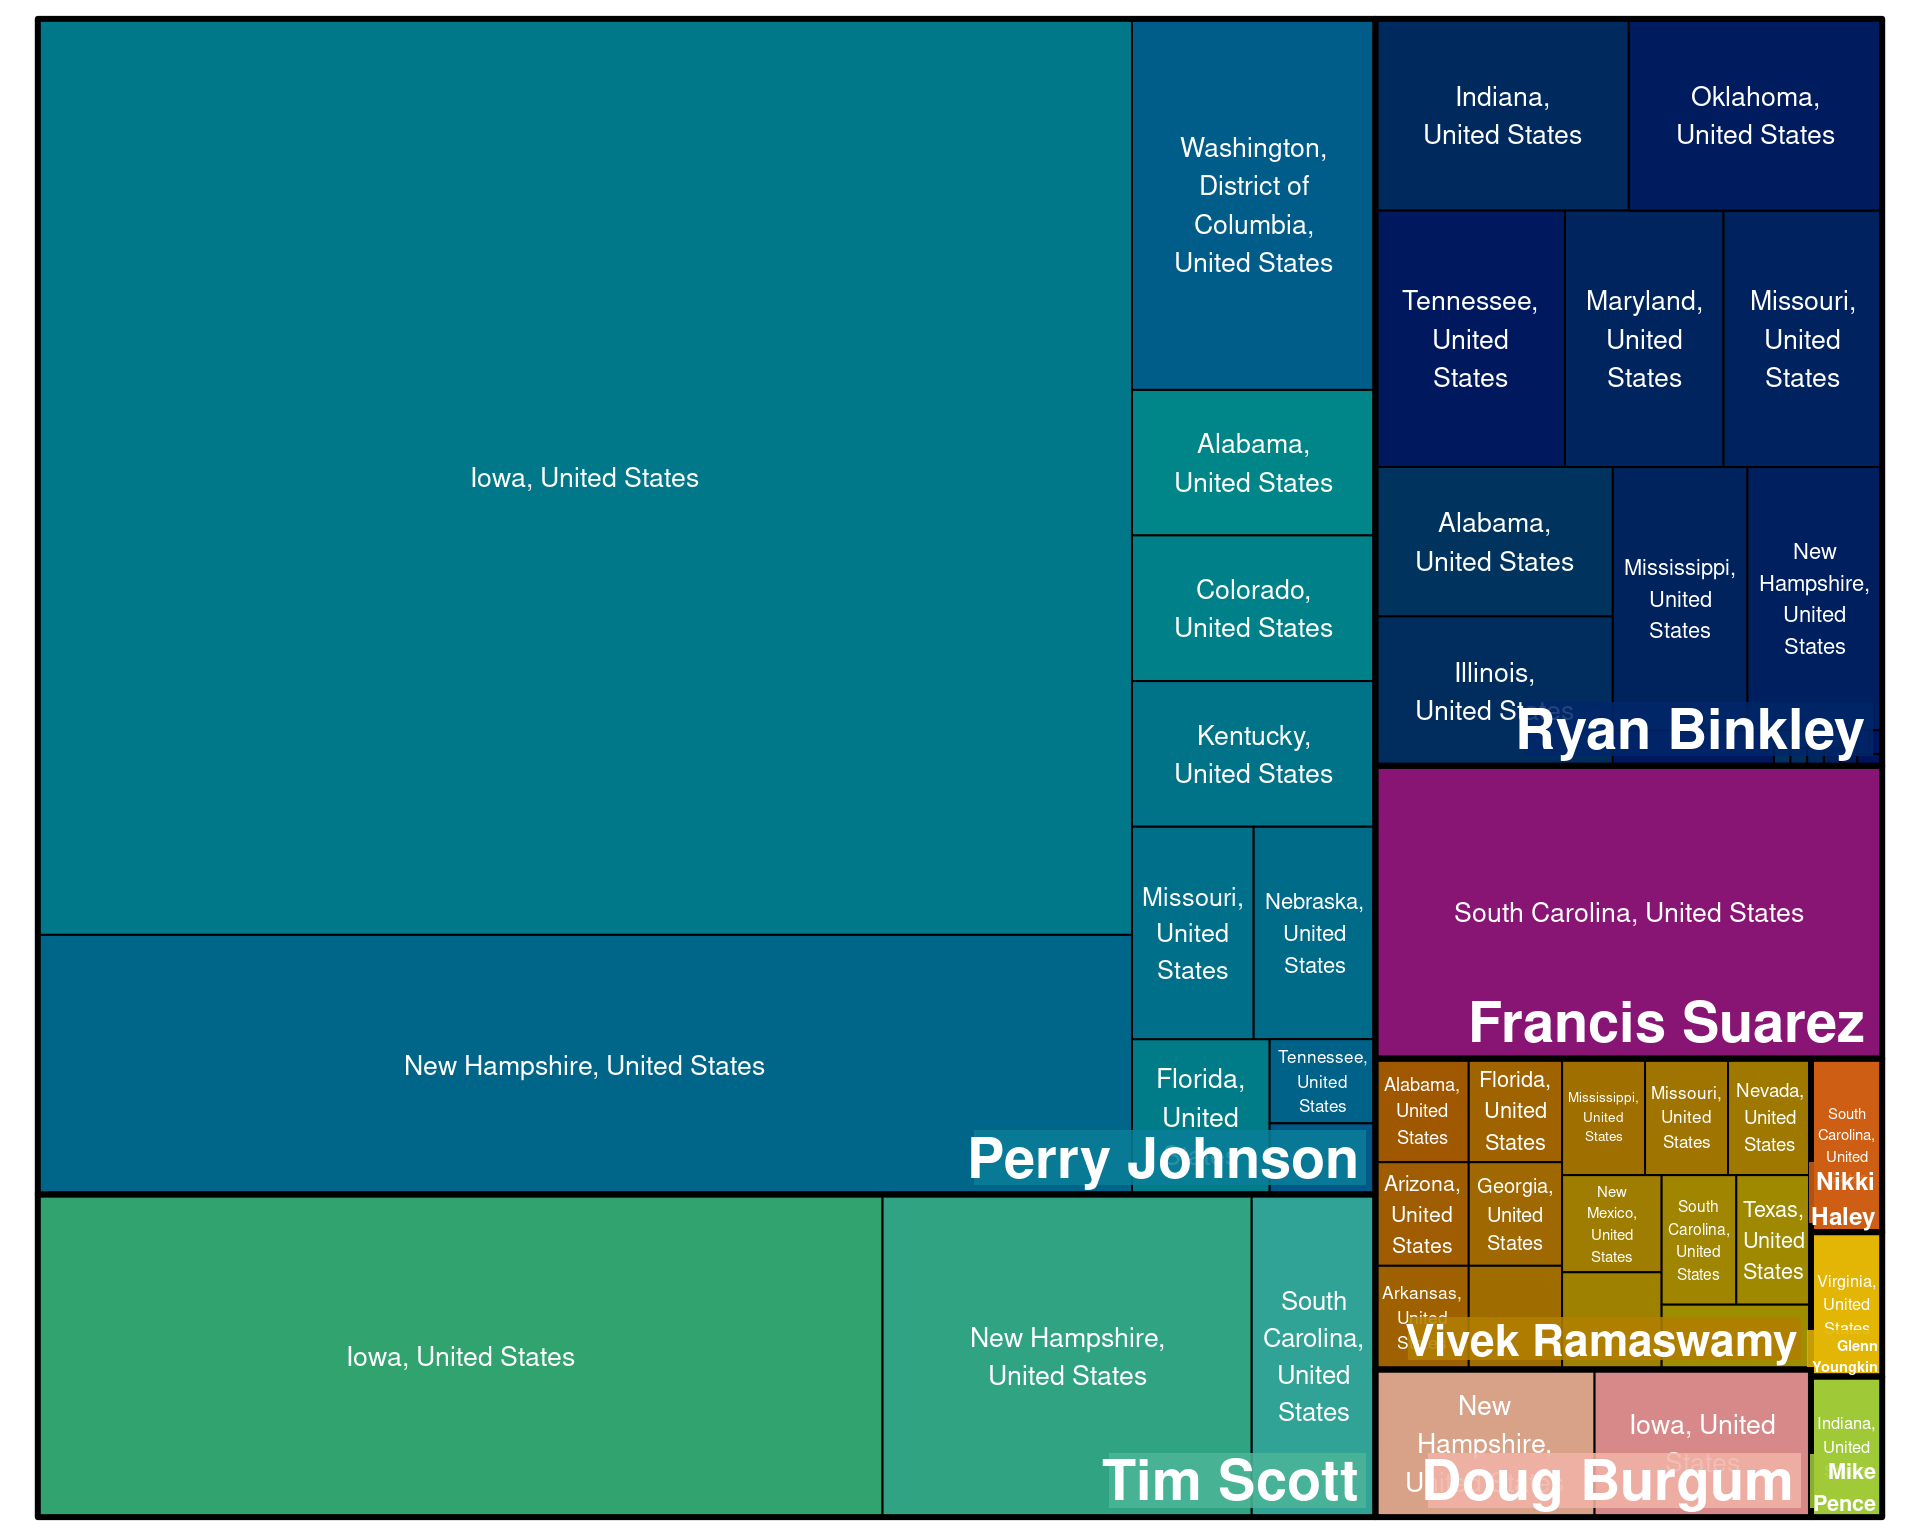 Iowa, United States
New Hampshire, United States
Washington,
District of
Columbia,
United States
Alabama,
United States
Colorado,
United States
Kentucky,
United States
Missouri,
United
States
Nebraska,
United
States
Florida,
United
Tennessee,
United
States
Perry Johnson
Iowa, United States
New Hampshire,
United States
South
Carolina,
United
States
Tim Scott
Indiana,
United States
Oklahoma,
United States
Tennessee,
United
States
Maryland,
United
States
Missouri,
United
States
Alabama,
United States
Illinois,
United States
Mississippi,
United
States
New
Hampshire,
United
States
Ryan Binkley
South Carolina, United States
Francis Suarez
Alabama,
United
States
Florida,
United
States
Mississippi,
United
States
Missouri,
United
States
Nevada,
United
States
Arizona,
United
States
Georgia,
United
States
New
Mexico,
United
States
South
Carolina,
United
States
Texas,
United
States
Arkansas,
United
Vivek Ramaswamy
South
Carolina,
United
Nikki
Haley
Virginia,
United
States
Glenn
Youngkin
New
Hampshire,
Iowa, United
States
Doug Burgum
Indiana,
United
Mike
Pence